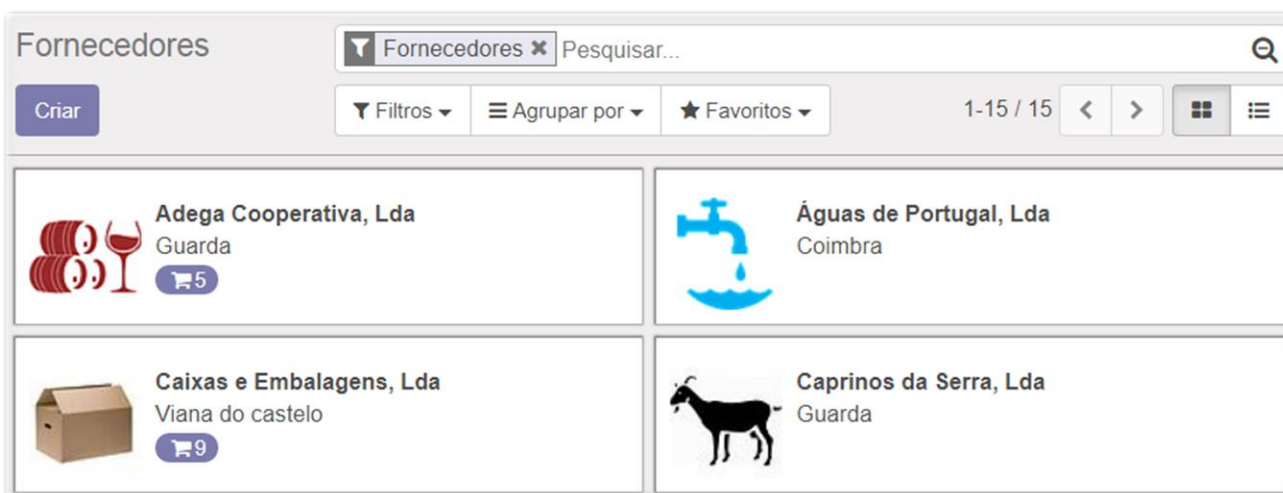 Fornecedores
Fornecedores Pesquisar...
Criar
Filtros Agrupar por Favoritos 1-15 / 15
Adega Cooperativa, Lda
Guarda
5
Águas de Portugal, Lda
Coimbra
Caixas e Embalagens, Lda
Viana do castelo
9
Caprinos da Serra, Lda
Guarda